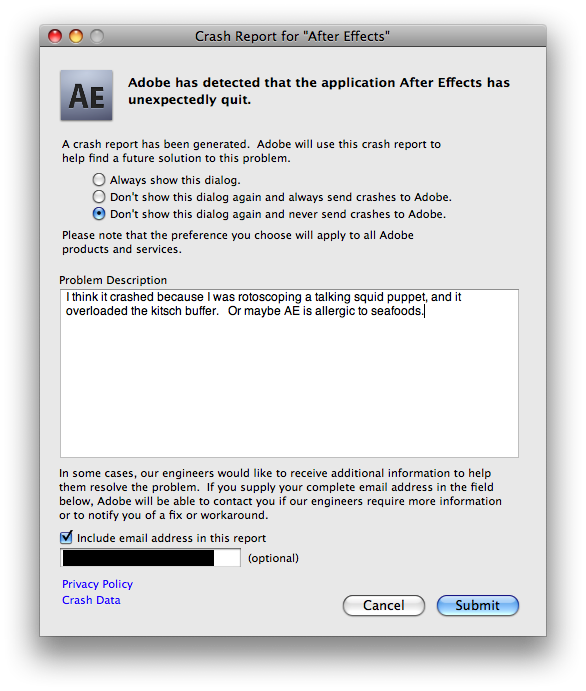 Crash Report for "After Effects"
AE
Adobe has detected that the application After Effects has
unexpectedly quit.
A crash report has been generated.  Adobe will use this crash report to
help find a future solution to this problem.
Always show this dialog.
Don't show this dialog again and always send crashes to Adobe.
Don't show this dialog again and never send crashes to Adobe.
Please note that the preference you choose will apply to all Adobe
products and services.
Problem Description
I think it crashed because I was rotoscoping a talking squid puppet, and it
overloaded the kitsch buffer.   Or maybe AE is allergic to seafoods.
In some cases, our engineers would like to receive additional information to help
them resolve the problem.  If you supply your complete email address in the field
below, Adobe will be able to contact you if our engineers require more information
or to notify you of a fix or workaround.
Include email address in this report
(optional)
Privacy Policy
Crash Data
Cancel
Submit